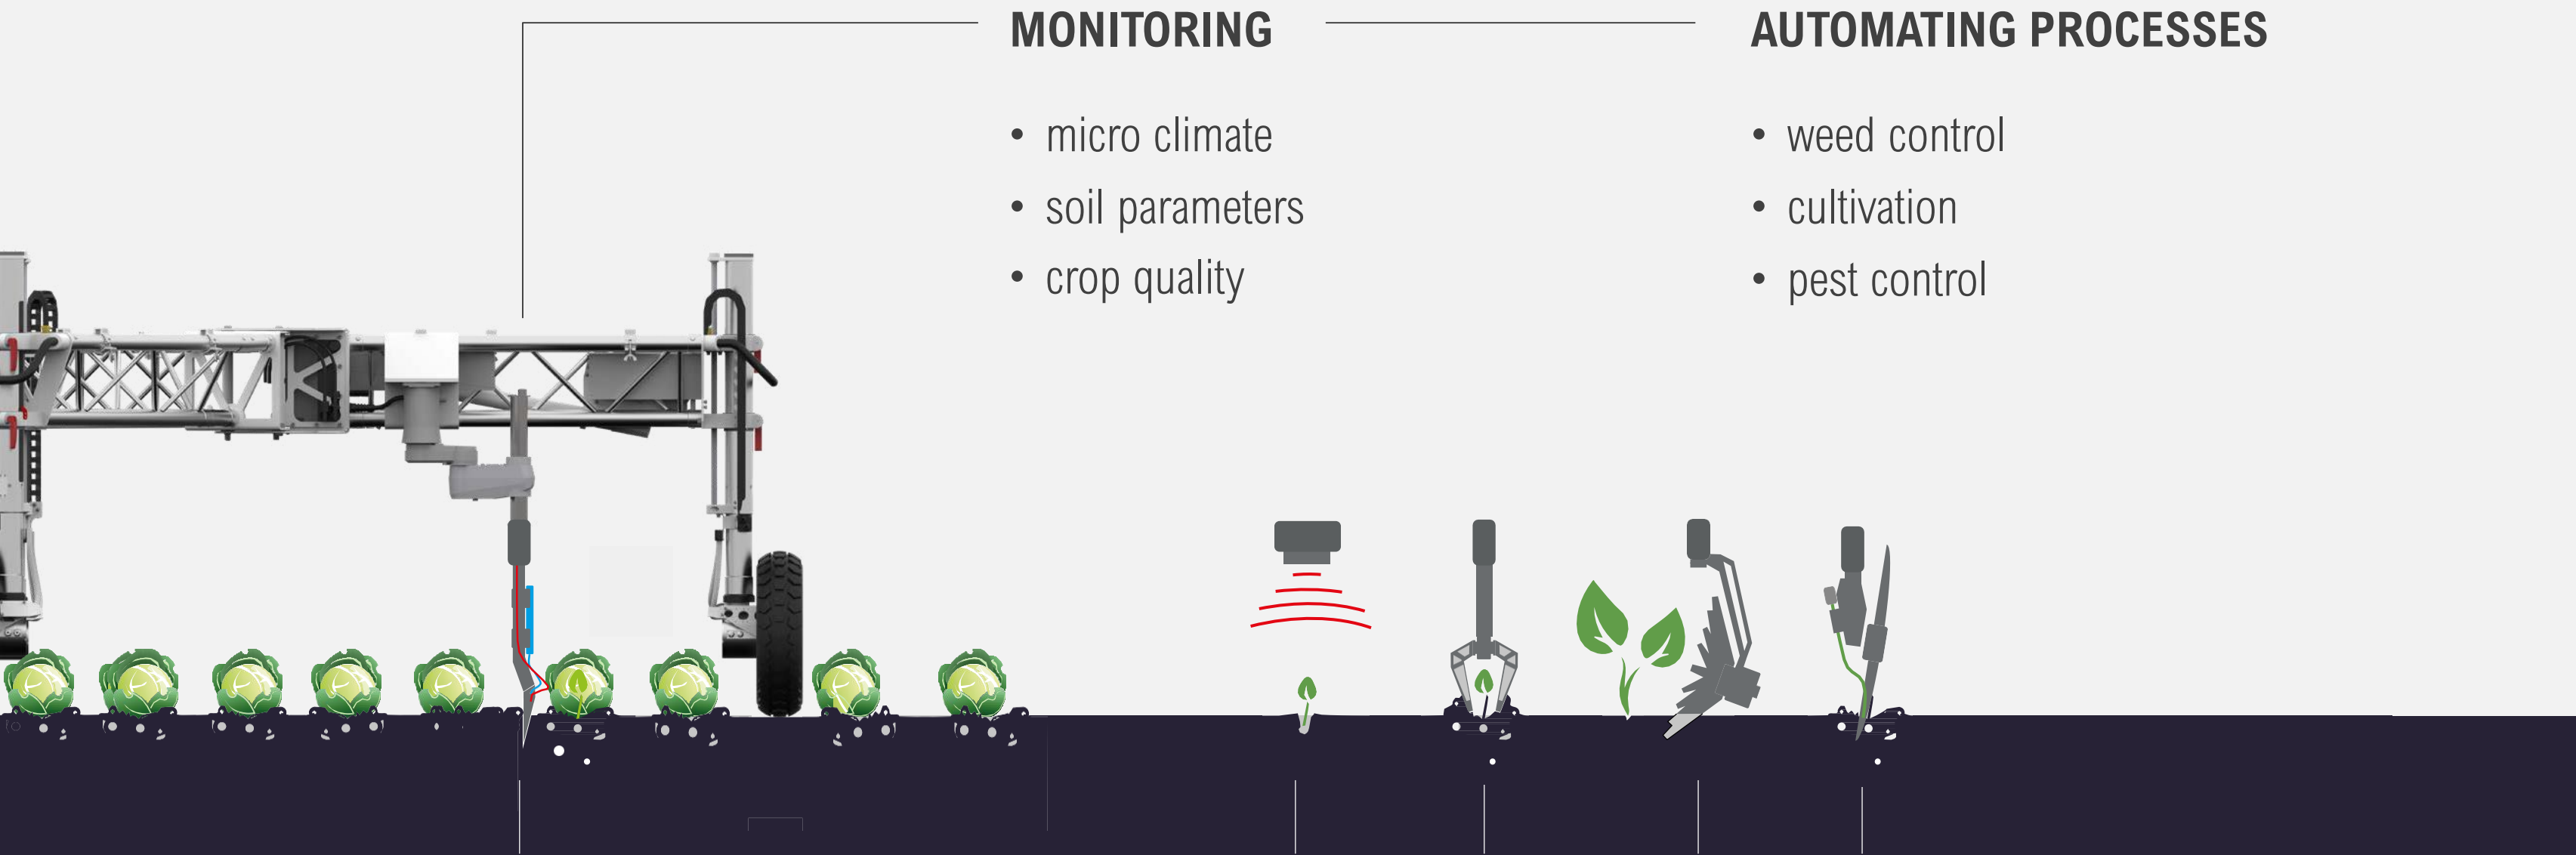 MONITORING
• micro climate
• soil parameters
• crop quality
AUTOMATING PROCESSES
• weed control
• cultivation
• pest control